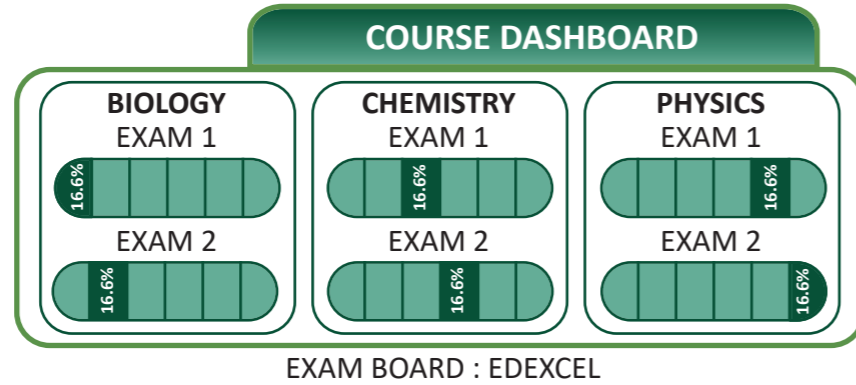 COURSE DASHBOARD
BIOLOGY
EXAM 1
16.6%
EXAM 2
16.6%
CHEMISTRY
EXAM 1
16.6%
EXAM 2
16.6%
PHYSICS
EXAM 1
16.6%
EXAM 2
16.6%
EXAM BOARD : EDEXCEL